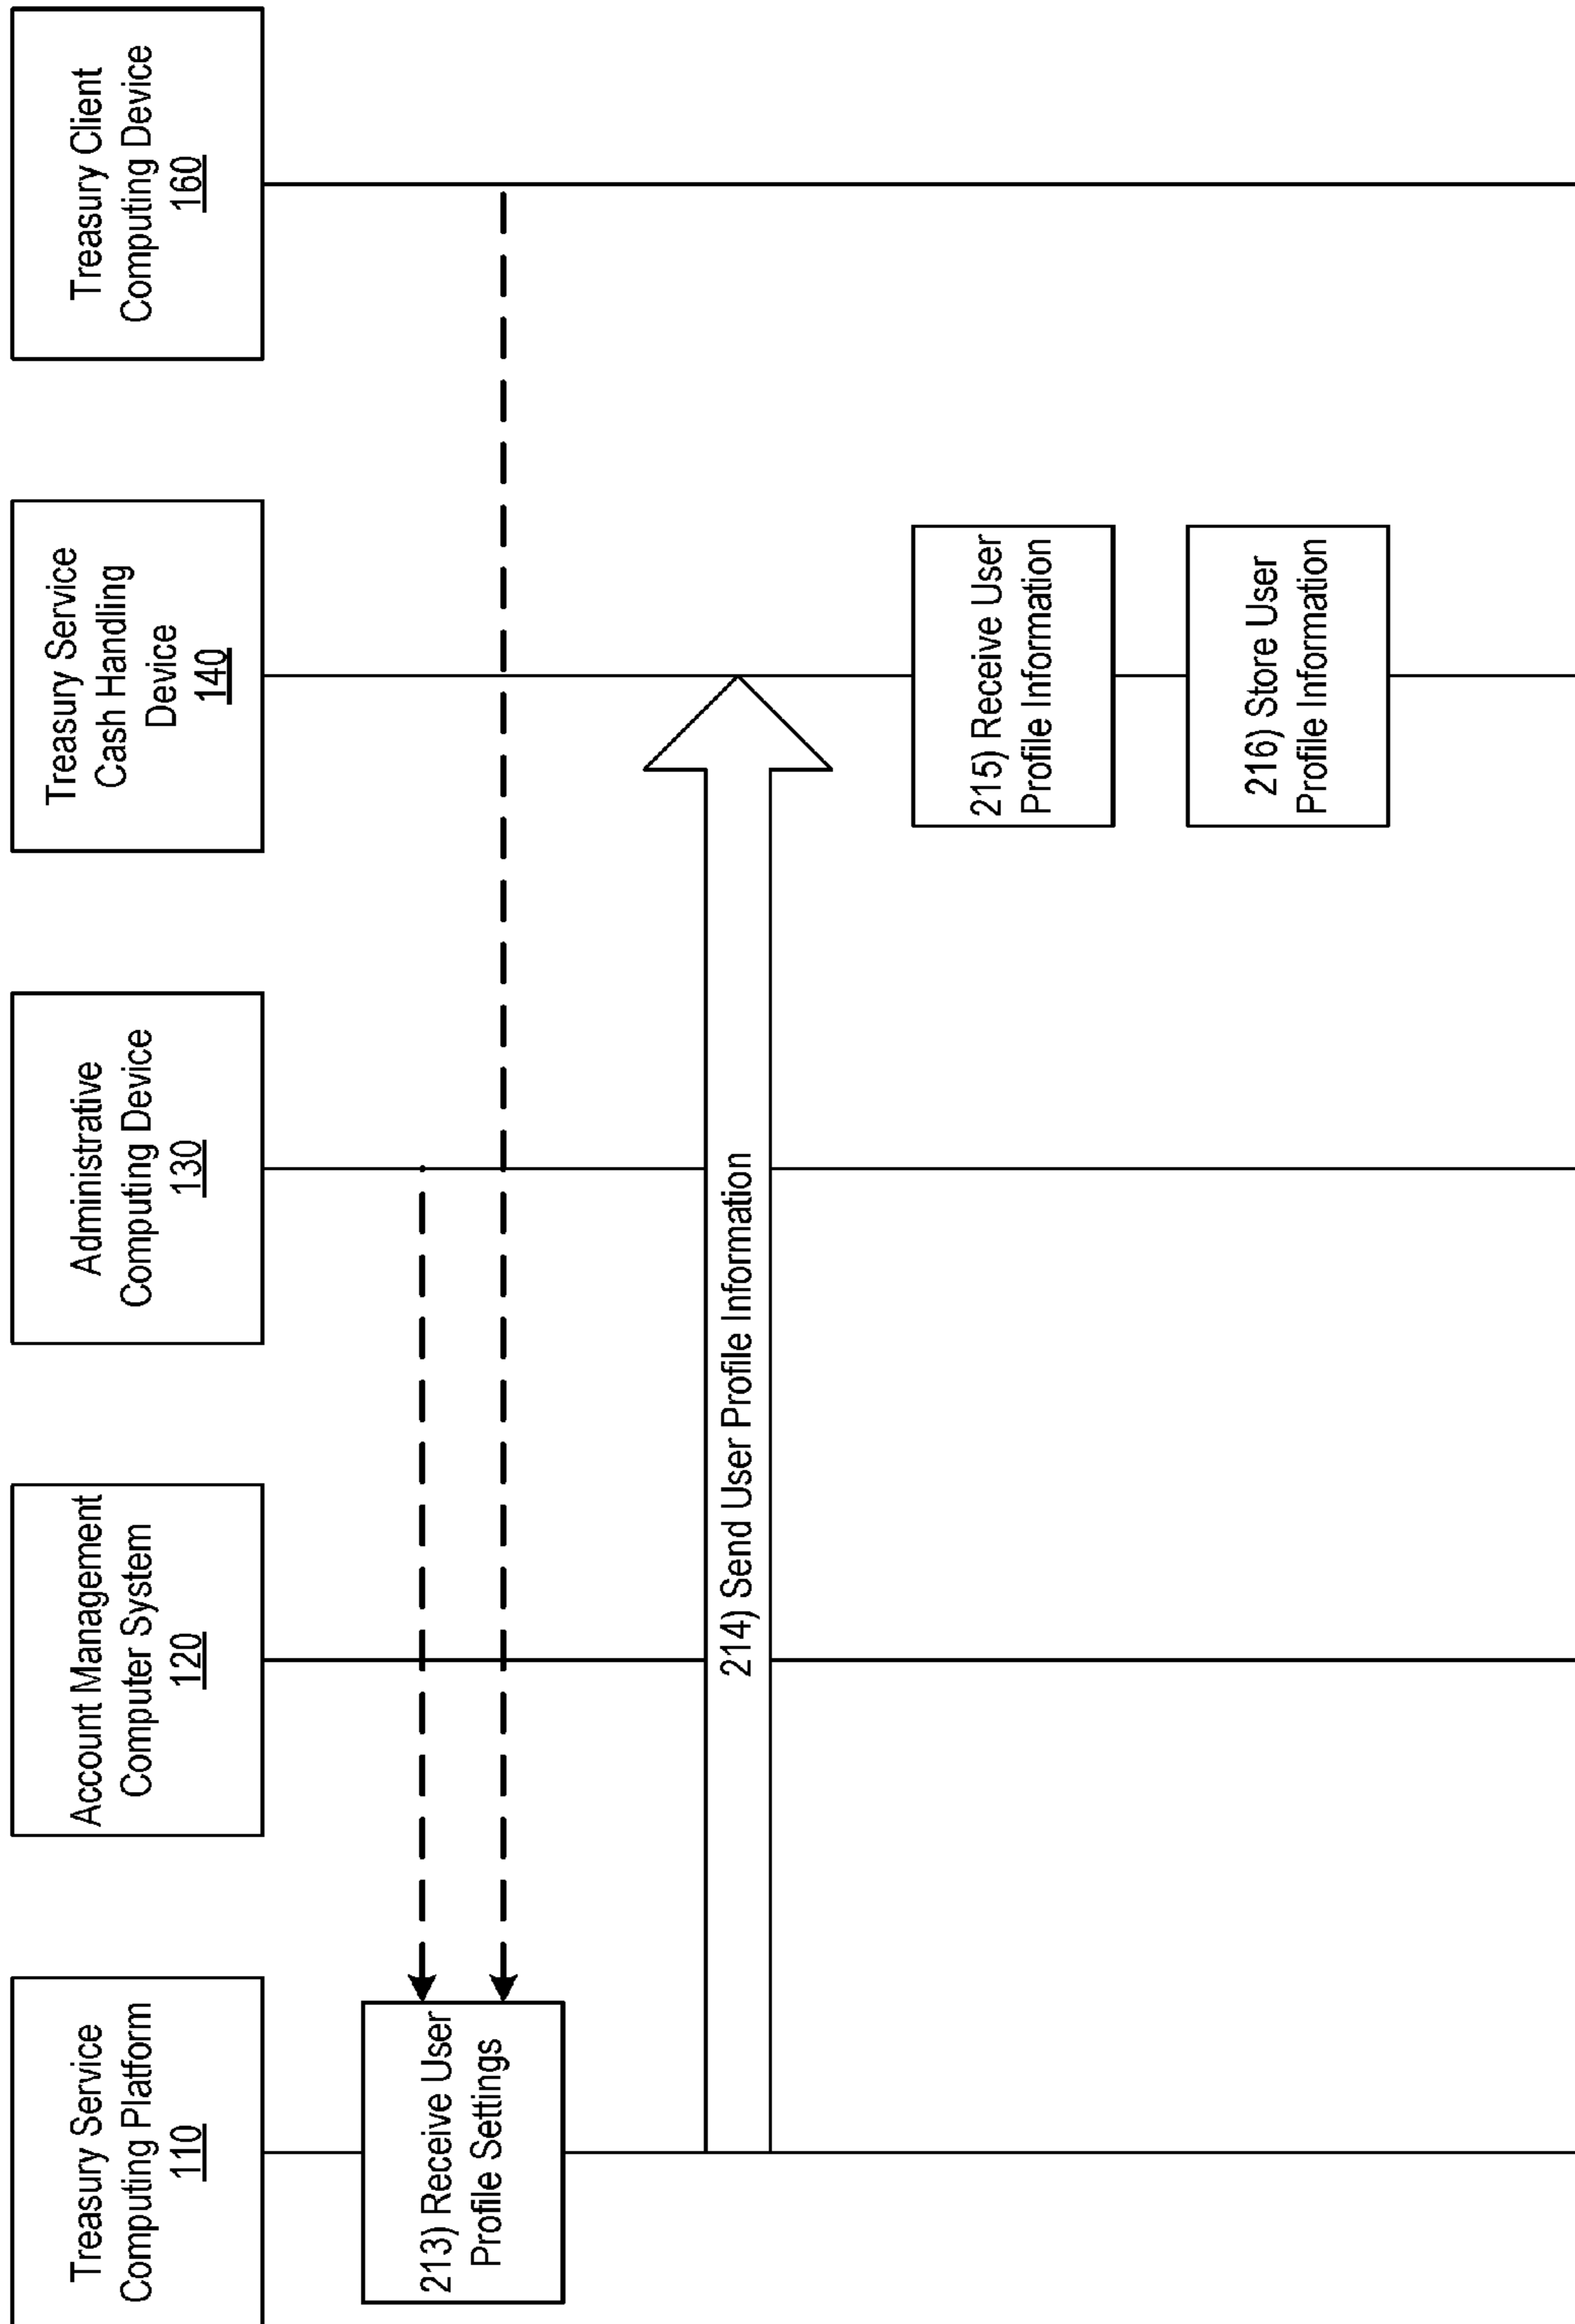 Treasury Service
Computing Platform
110
Account Management
Computer System
120
Administrative
Computing Device
130
Treasury Service
Cash Handling
Device
140
Treasury Client
Computing Device
160
213) Receive User
Profile Settings
214) Send User Profile Information
215) Receive User
Profile Information
216) Store User
Profile Information